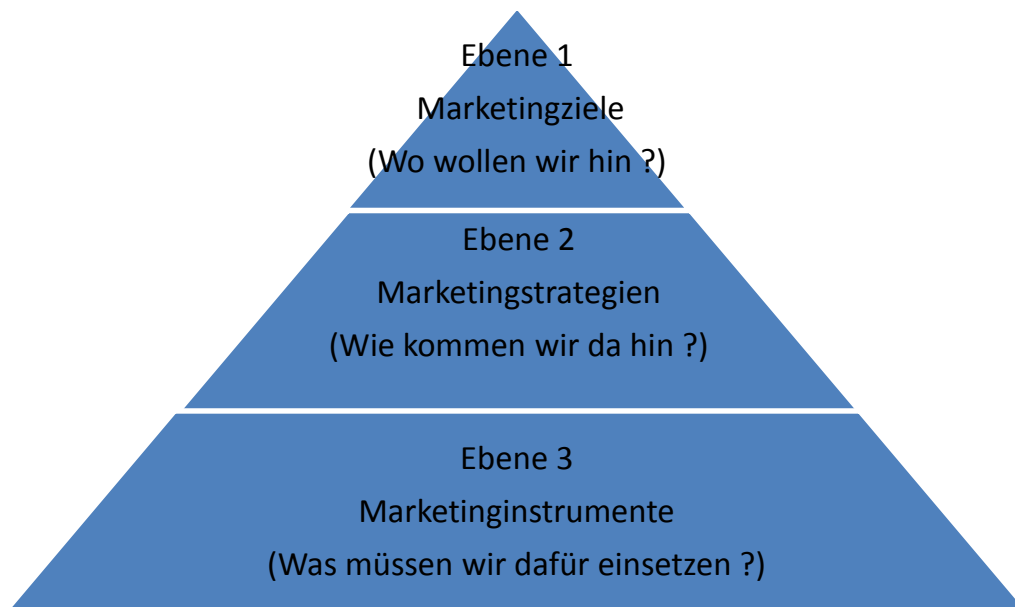 Ebene 1
Marketingziele
(Wo wollen wir hin ?)
Ebene 2
Marketingstrategien
(Wie kommen wir da hin ?)
Ebene 3
Marketinginstrumente
(Was müssen wir dafür einsetzen ?)